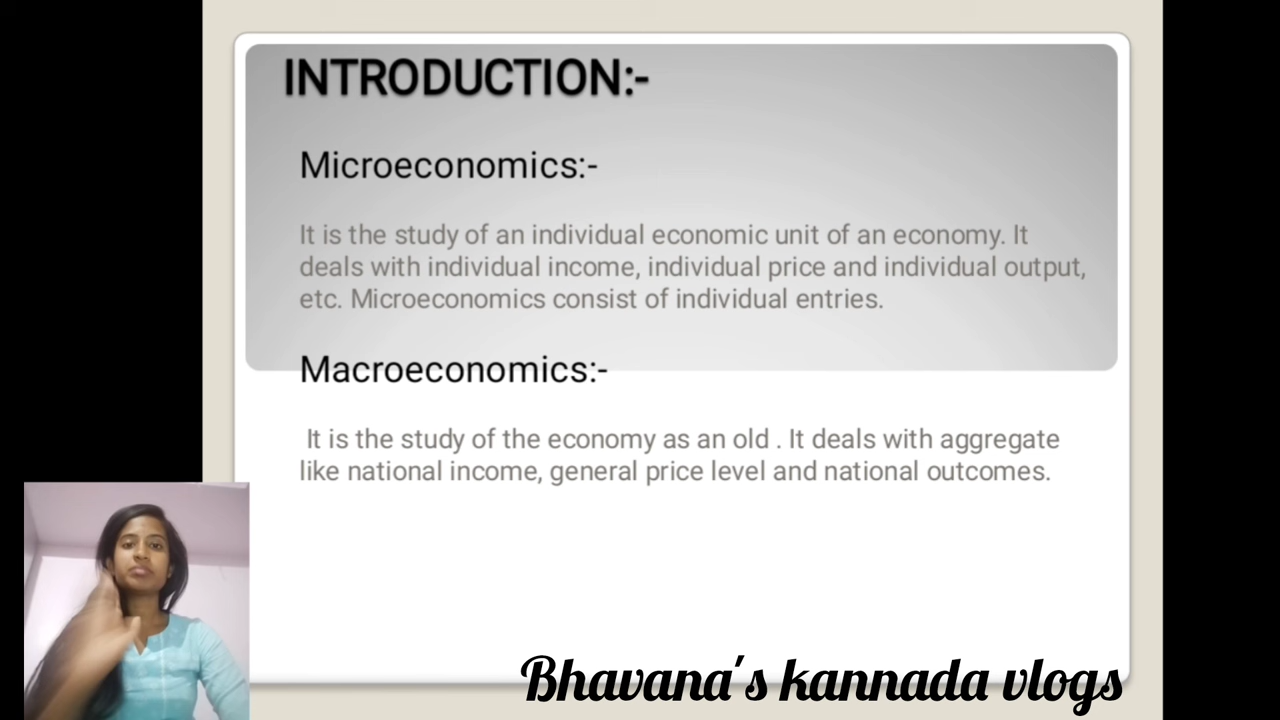 INTRODUCTION:-
Microeconomics:-
It is the study of an individual economic unit of an economy. It
deals with individual income, individual price and individual output,
etc. Microeconomics consist of individual entries.
Macroeconomics:-
It is the study of the economy as an old . It deals with aggregate
like national income, general price level and national outcomes.
Bhavana's kannada vlogs